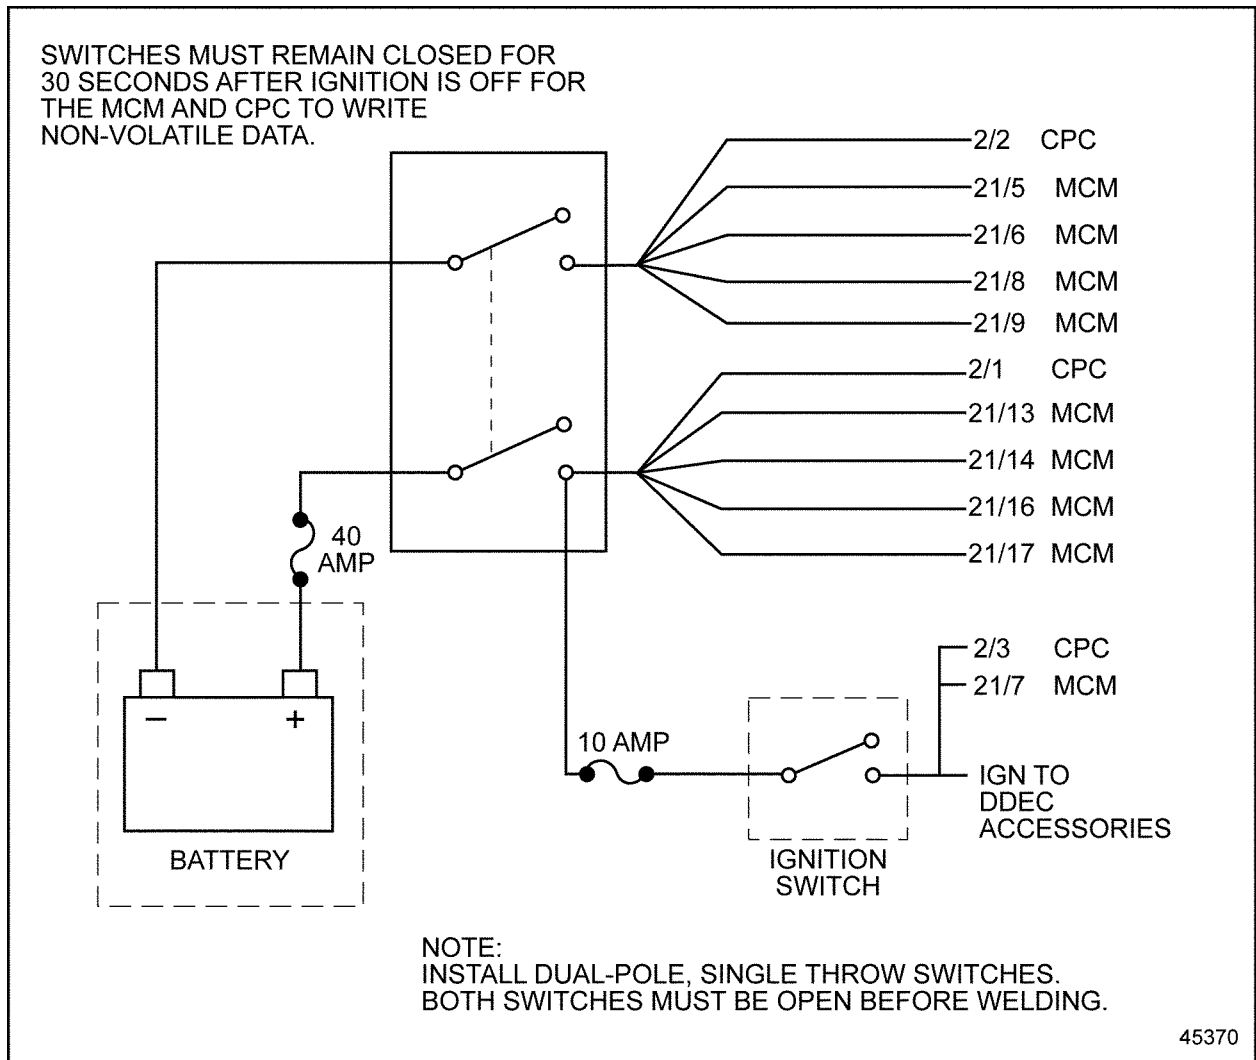 SWITCHES MUST REMAIN CLOSED FOR
30 SECONDS AFTER IGNITION IS OFF FOR
THE MCM AND CPC TO WRITE
NON-VOLATILE DATA.
2/2 CPC
21/5 MCM
21/6 MCM
21/8 MCM
21/9 MCM
2/1 CPC
21/13 MCM
21/14 MCM
21/16 MCM
21/17 MCM
40
AMP
2/3 CPC
21/7 MCM
10 AMP
− +
IGN TO
DDEC
ACCESSORIES
BATTERY
IGNITION
SWITCH
NOTE:
INSTALL DUAL-POLE, SINGLE THROW SWITCHES.
BOTH SWITCHES MUST BE OPEN BEFORE WELDING.
45370